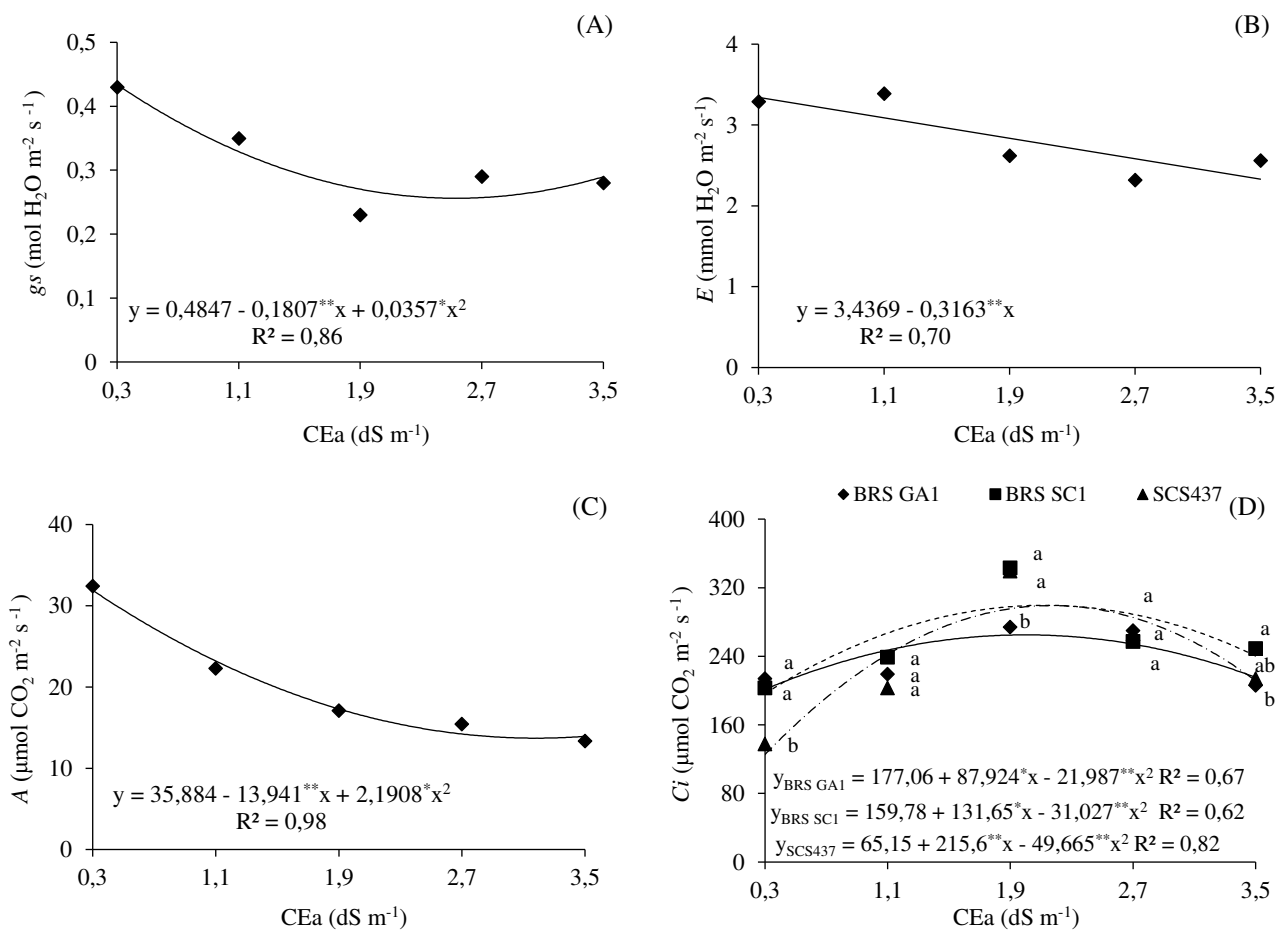 (A)
0,5
0,4
0,3
0,2
0,1
0
gs (mol H₂O m⁻² s⁻¹)
y = 0,4847 - 0,1807**x + 0,0357*x²
R² = 0,86
0,3 1,1 1,9 2,7 3,5
CEa (dS m⁻¹)
(B)
4
3
2
1
0
E (mmol H₂O m⁻² s⁻¹)
y = 3,4369 - 0,3163**x
R² = 0,70
0,3 1,1 1,9 2,7 3,5
CEa (dS m⁻¹)
(C)
40
30
20
10
0
A (µmol CO₂ m⁻² s⁻¹)
y = 35,884 - 13,941**x + 2,1908*x²
R² = 0,98
0,3 1,1 1,9 2,7 3,5
CEa (dS m⁻¹)
BRS GA1 BRS SC1 SCS437
(D)
400
320
240
160
80
0
Ci (µmol CO₂ m⁻² s⁻¹)
a
a
b
a
a
a
a
a
b
a
a
a
a
ab
b
y_BRS GA1 = 177,06 + 87,924*x - 21,987**x² R² = 0,67
y_BRS SC1 = 159,78 + 131,65*x - 31,027**x² R² = 0,62
y_SCS437 = 65,15 + 215,6**x - 49,665**x² R² = 0,82
0,3 1,1 1,9 2,7 3,5
CEa (dS m⁻¹)